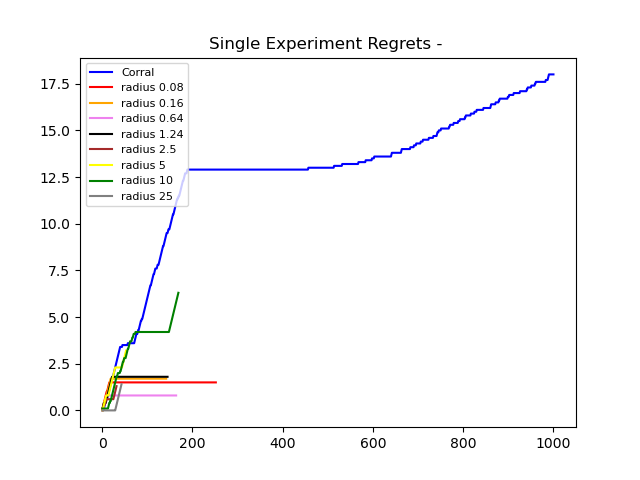 Single Experiment Regrets -
Corral
radius 0.08
radius 0.16
radius 0.64
radius 1.24
radius 2.5
radius 5
radius 10
radius 25
17.5
15.0
12.5
10.0
7.5
5.0
2.5
0.0
0 200 400 600 800 1000